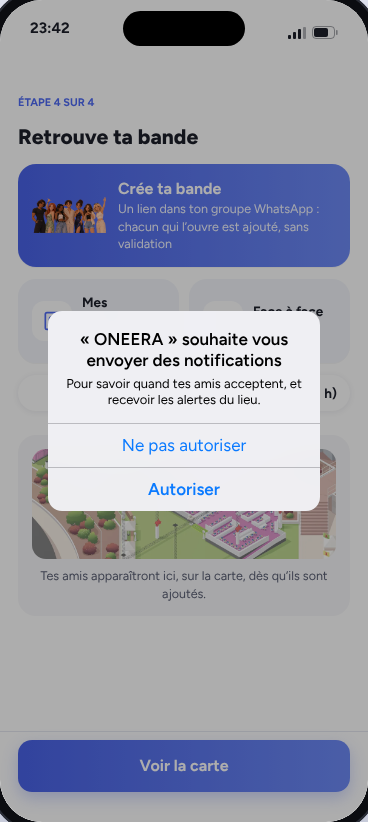 23:42
ÉTAPE 4 SUR 4
Retrouve ta bande
Crée ta bande
Un lien dans ton groupe WhatsApp :
chacun qui l'ouvre est ajouté, sans
validation
Mes
Face à face
« ONEERA » souhaite vous
envoyer des notifications
Pour savoir quand tes amis acceptent, et
recevoir les alertes du lieu.
h)
Ne pas autoriser
Autoriser
Tes amis apparaîtront ici, sur la carte, dès qu'ils sont
ajoutés.
Voir la carte